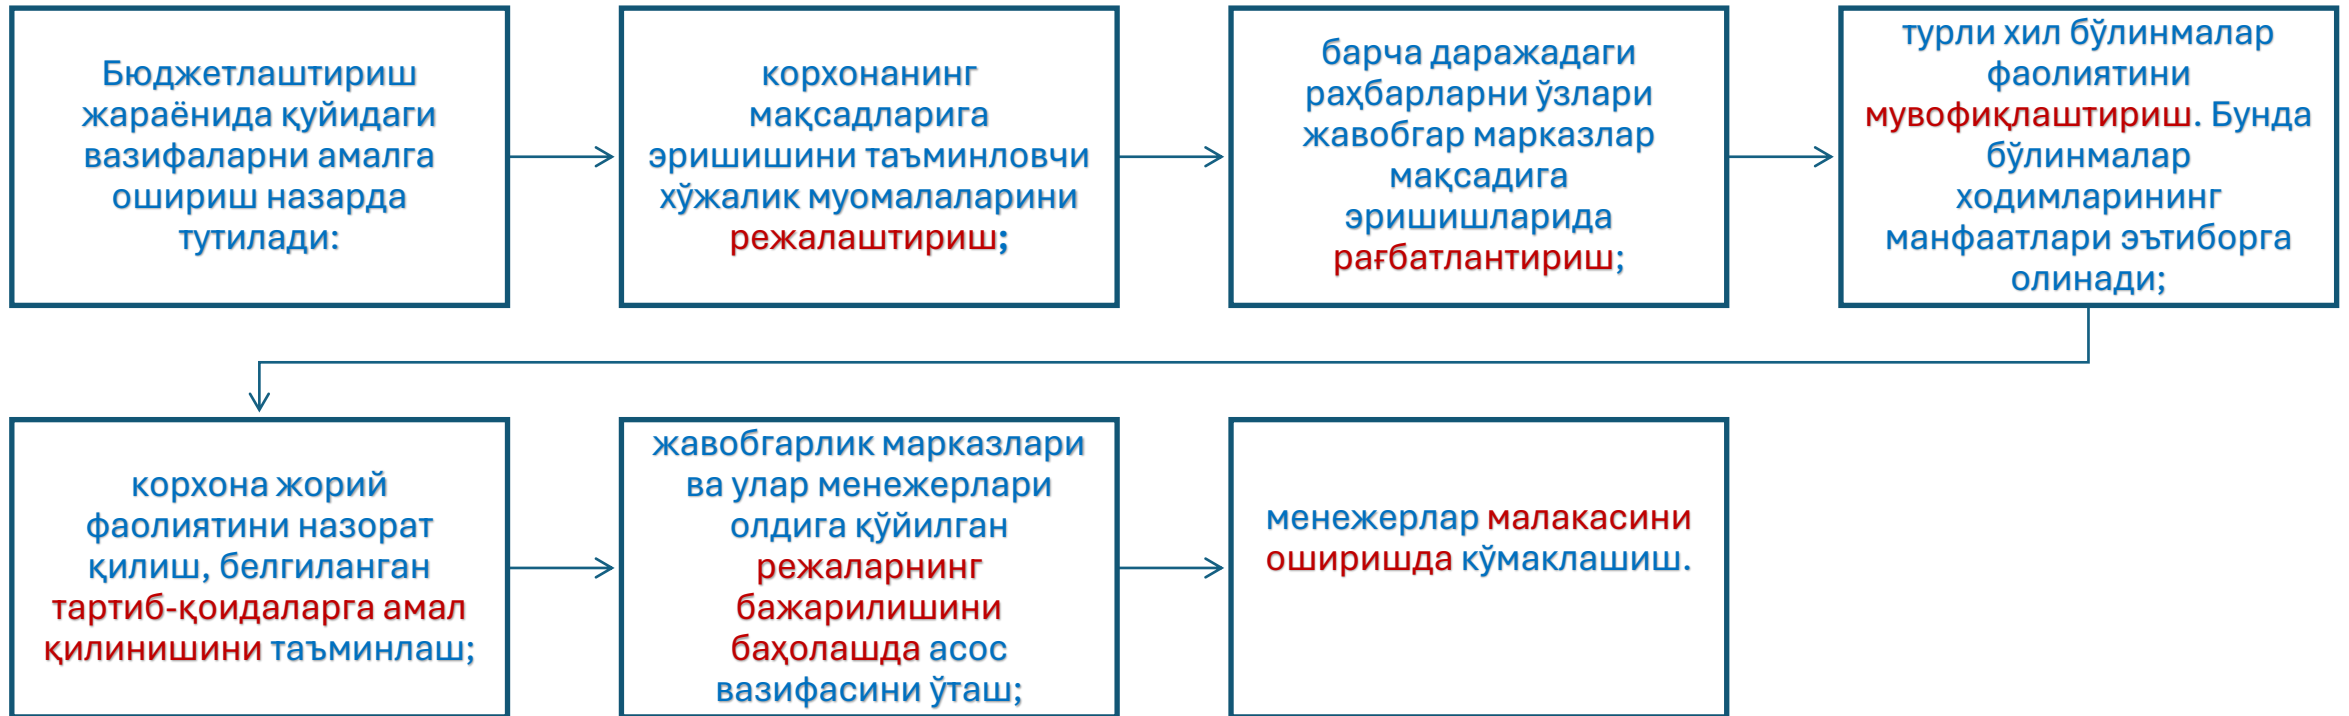 Бюджетлаштириш
жараёнида қуйидаги
вазифаларни амалга
ошириш назарда
тутилади:
корхонанинг
мақсадларига
эришишини таъминловчи
хўжалик муомалаларини
режалаштириш;
барча даражадаги
раҳбарларни ўзлари
жавобгар марказлар
мақсадига
эришишларида
рағбатлантириш;
турли хил бўлинмалар
фаолиятини
мувофиқлаштириш. Бунда
бўлинмалар
ходимларининг
манфаатлари эътиборга
олинади;
корхона жорий
фаолиятини назорат
қилиш, белгиланган
тартиб-қоидаларга амал
қилинишини таъминлаш;
жавобгарлик марказлари
ва улар менежерлари
олдига қўйилган
режаларнинг
бажарилишини
баҳолашда асос
вазифасини ўташ;
менежерлар малакасини
оширишда кўмаклашиш.